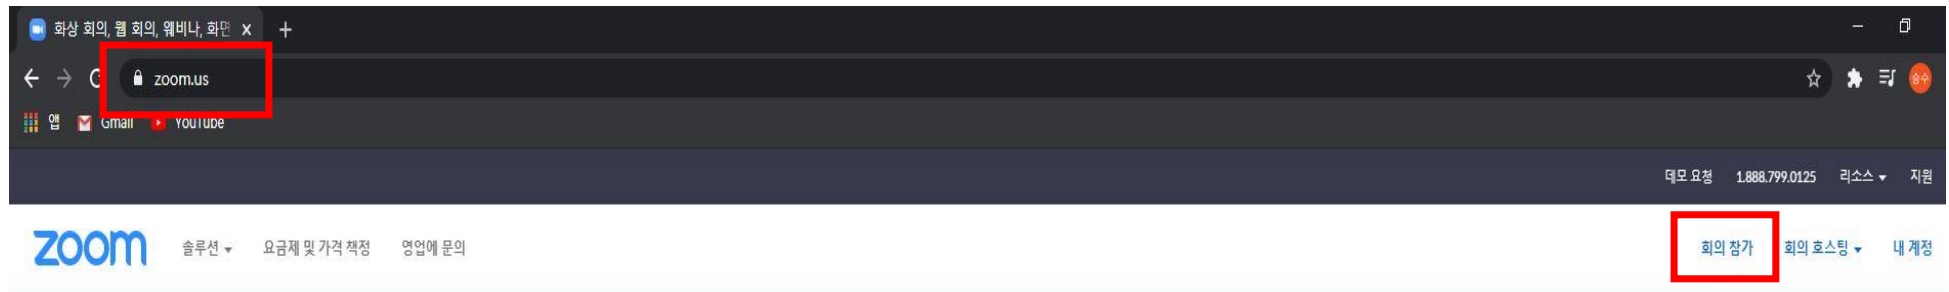 화상 회의, 웹 회의, 웨비나, 화면
zoom.us
앱 Gmail YouTube
데모 요청 1.888.799.0125 리소스 지원
zoom 솔루션 요금제 및 가격 책정 영업에 문의 회의 참가 회의 호스팅 내 계정